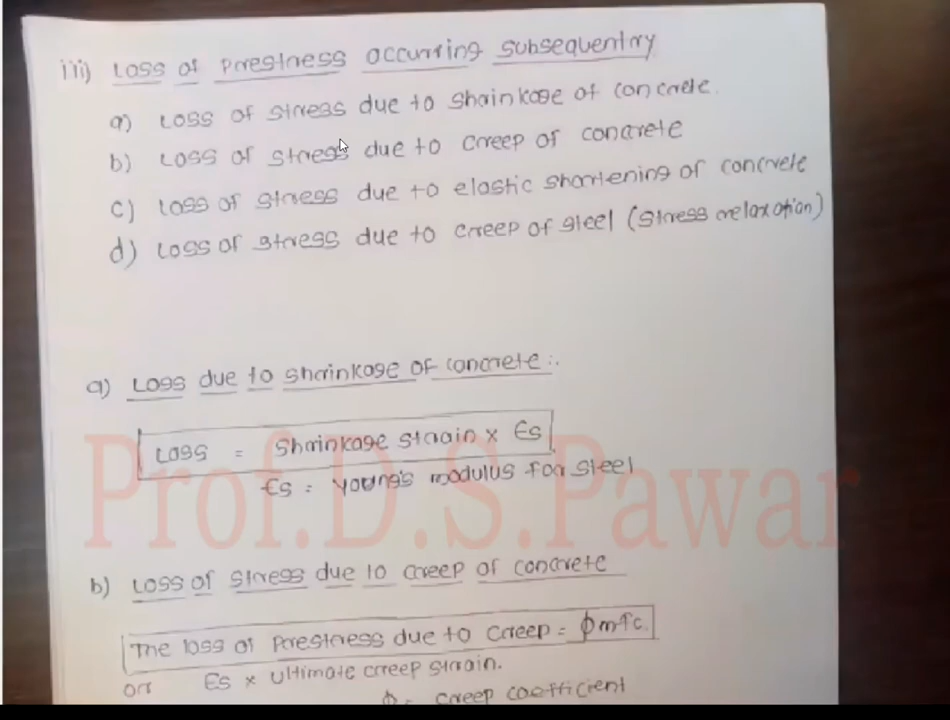 iii) Loss of prestress occurring subsequently
a) Loss of stress due to shrinkage of concrete.
b) Loss of stress due to creep of concrete
c) Loss of stress due to elastic shortening of concrete
d) Loss of stress due to creep of steel (stress relaxation)
a) Loss due to shrinkage of concrete :.
Loss = Shrinkage strain x Es
Es = Young's modulus for steel
Prof.D.S.Pawar
b) Loss of stress due to creep of concrete
The loss of prestress due to creep = ϕmfc.
or Es x ultimate creep strain.
ϕ = creep coefficient